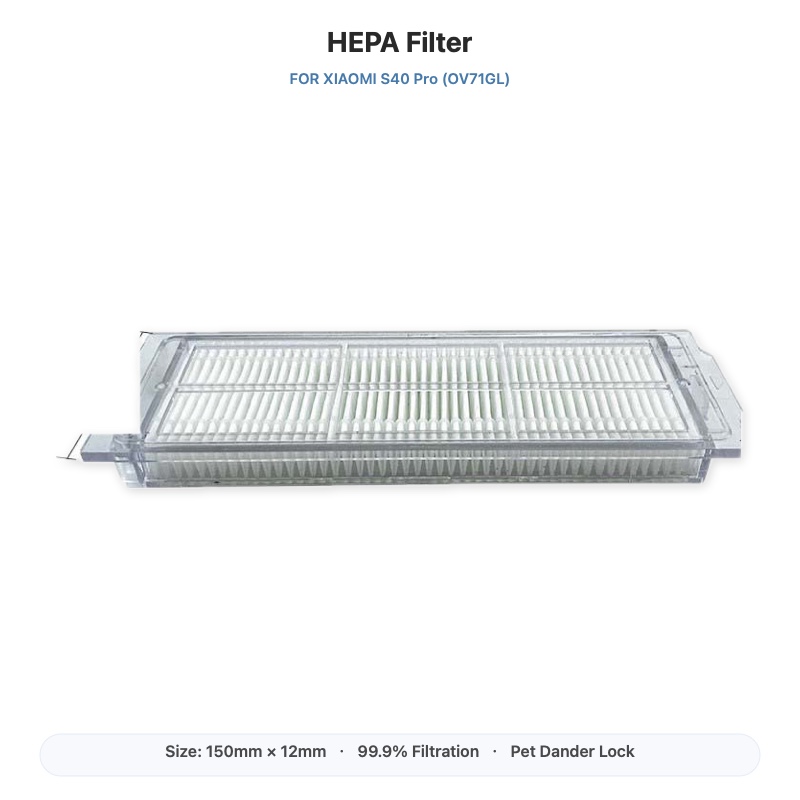 HEPA Filter
FOR XIAOMI S40 Pro (OV71GL)
Size: 150mm × 12mm · 99.9% Filtration · Pet Dander Lock